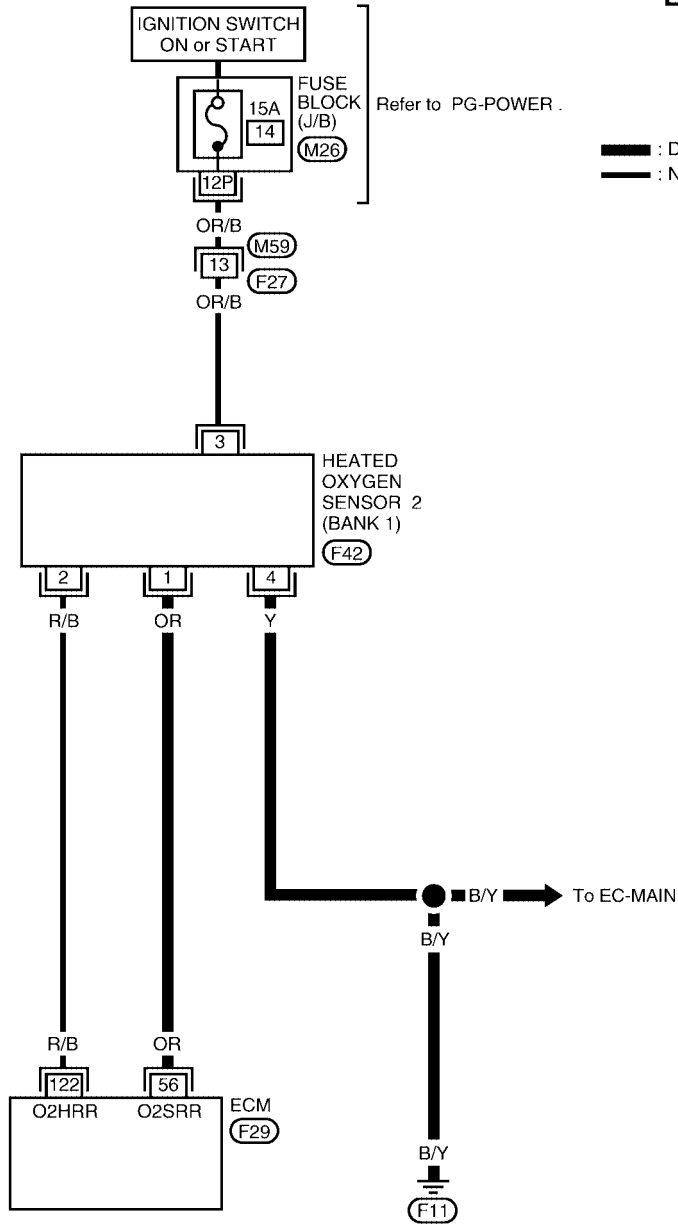 IGNITION SWITCH
ON or START
FUSE
BLOCK
(J/B)
M26
15A
14
Refer to PG-POWER .
12P
: D
: N
OR/B
M59
13
F27
OR/B
3
HEATED
OXYGEN
SENSOR 2
(BANK 1)
F42
2
1
4
R/B
OR
Y
B/Y
To EC-MAIN
B/Y
R/B
OR
122
56
O2HRR
O2SRR
ECM
F29
B/Y
F11